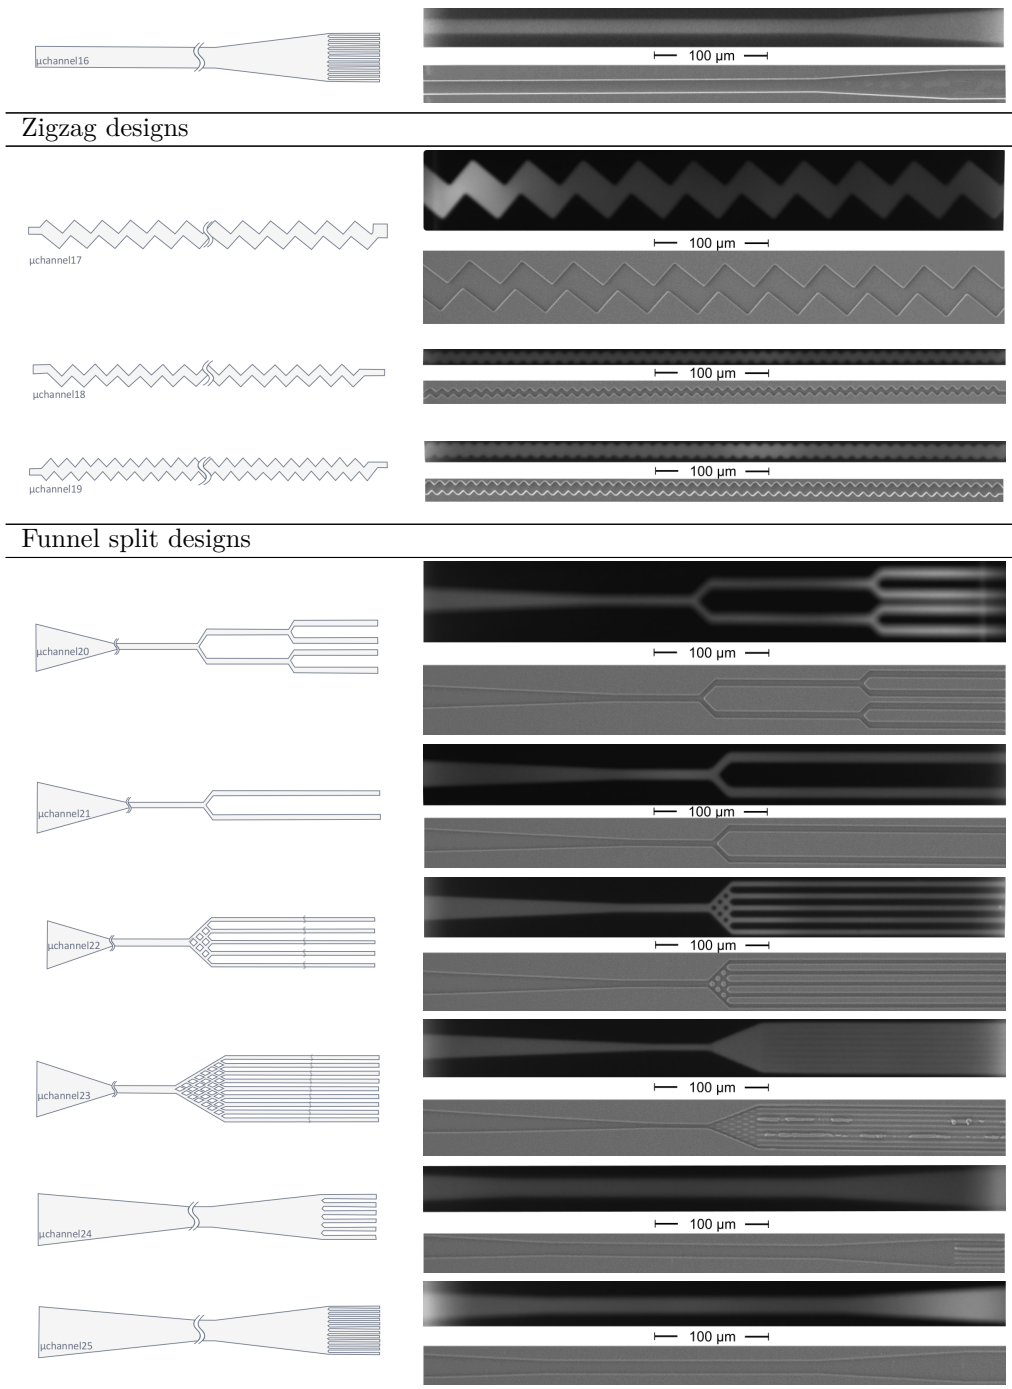 µchannel16
100 µm
Zigzag designs
µchannel17
100 µm
µchannel18
100 µm
µchannel19
100 µm
Funnel split designs
µchannel20
100 µm
µchannel21
100 µm
µchannel22
100 µm
µchannel23
100 µm
µchannel24
100 µm
µchannel25
100 µm